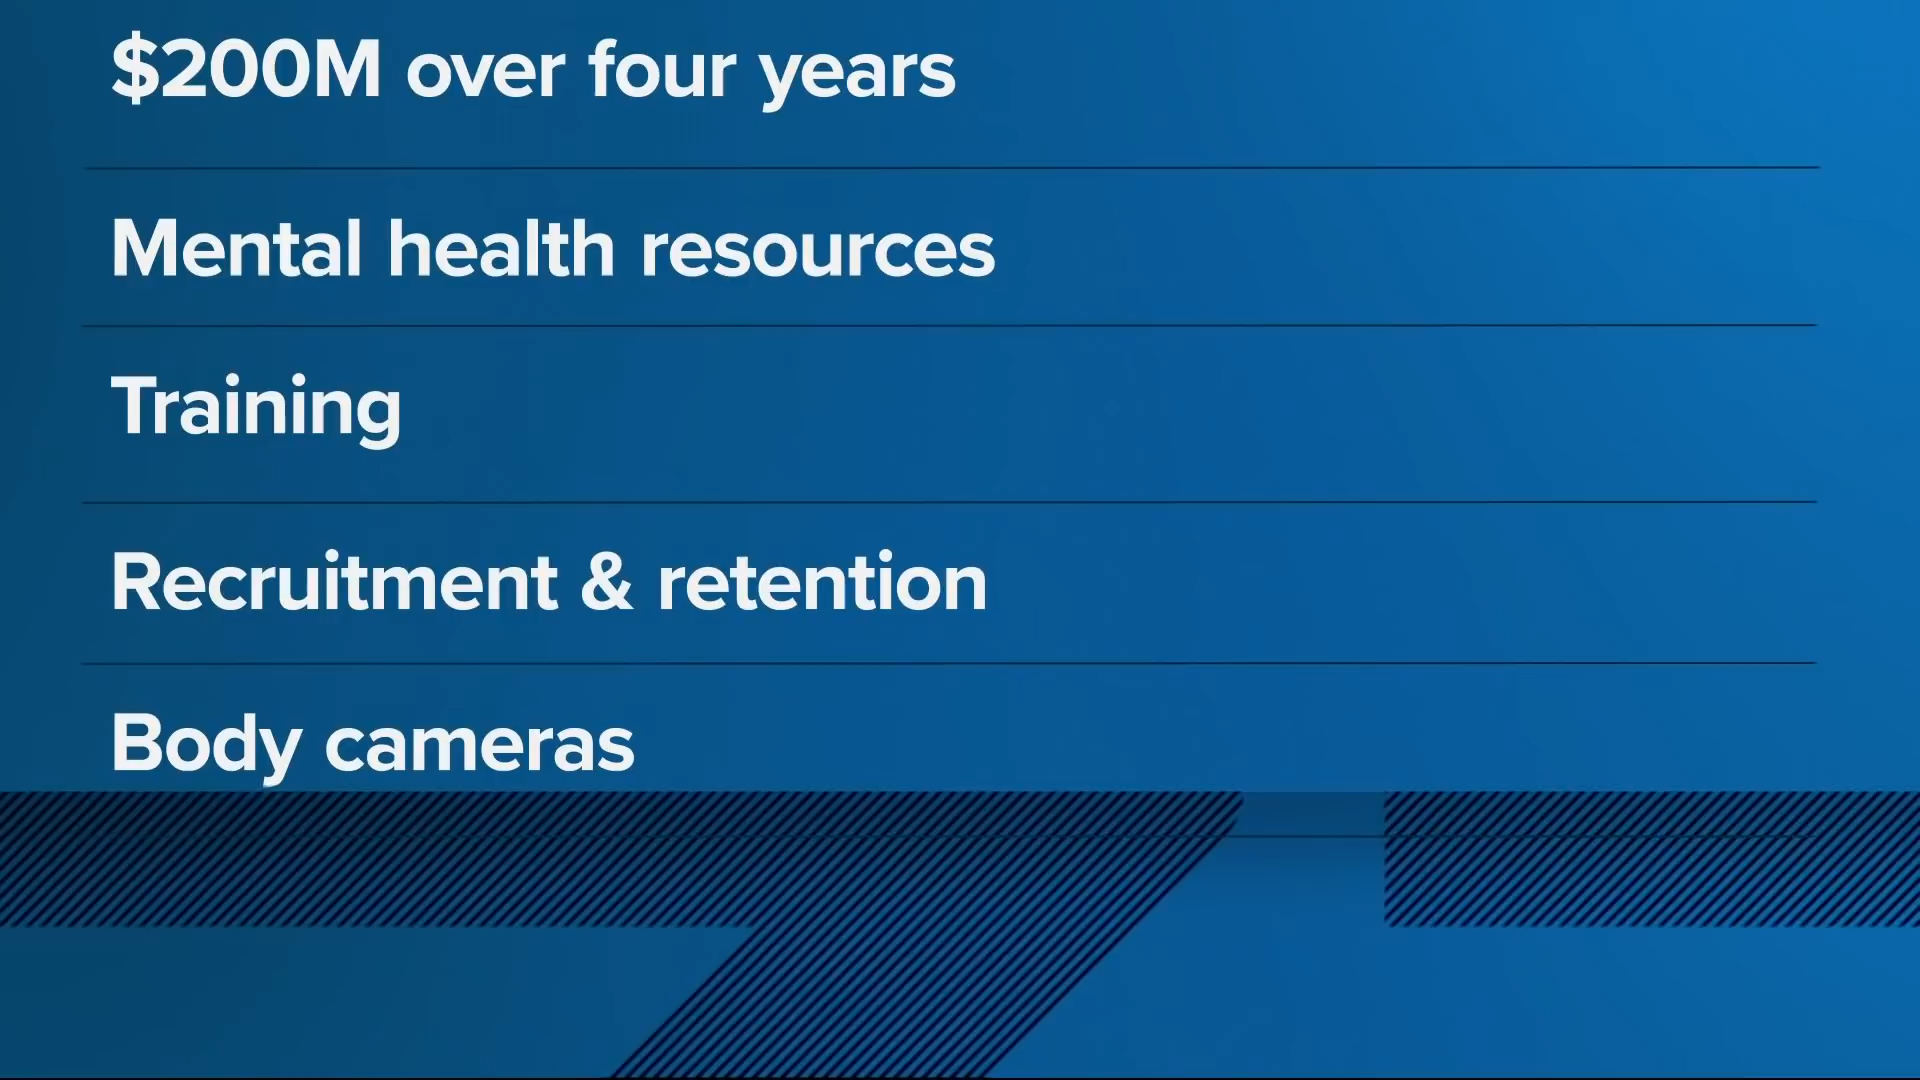 $200M over four years
Mental health resources
Training
Recruitment & retention
Body cameras